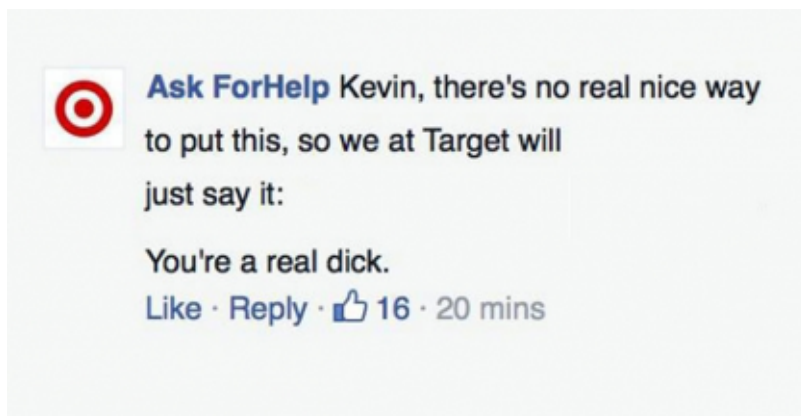 Ask ForHelp Kevin, there's no real nice way
to put this, so we at Target will
just say it:
You're a real dick.
Like · Reply · 16 · 20 mins